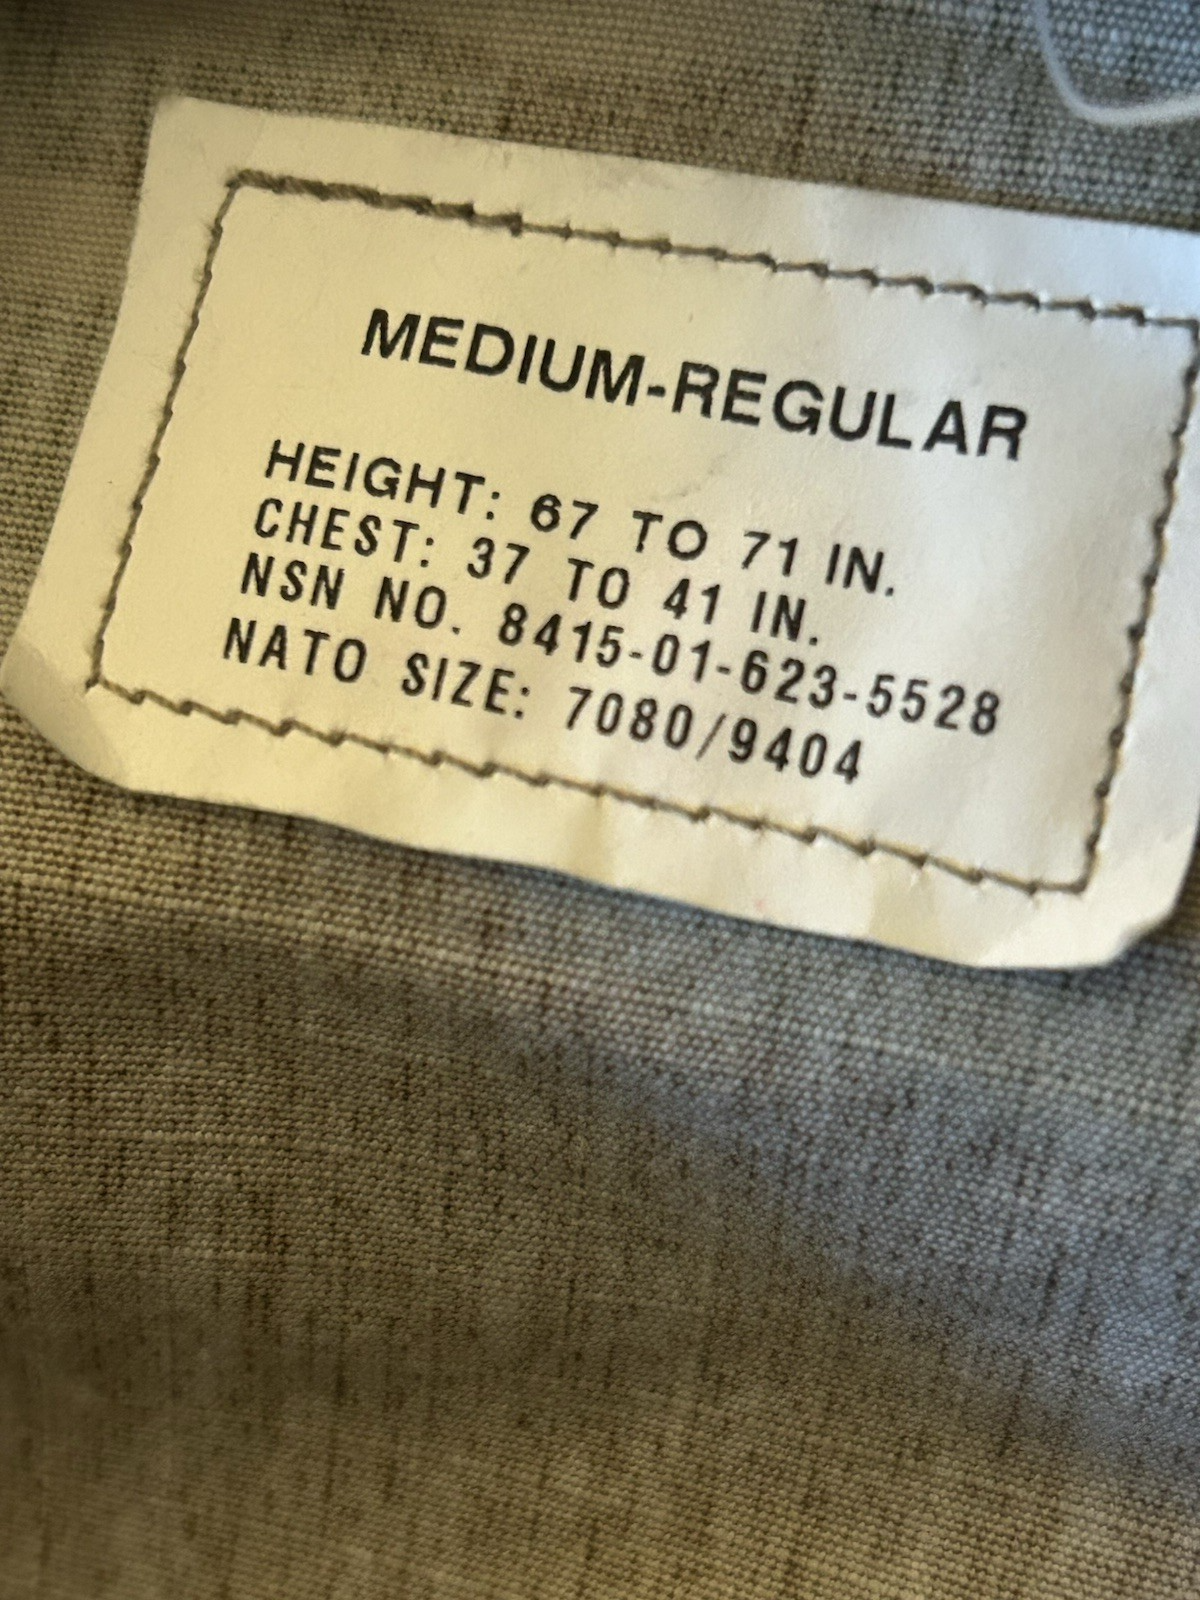 MEDIUM-REGULAR
HEIGHT: 67 TO 71 IN.
CHEST: 37 TO 41 IN.
NSN NO. 8415-01-623-5528
NATO SIZE: 7080/9404